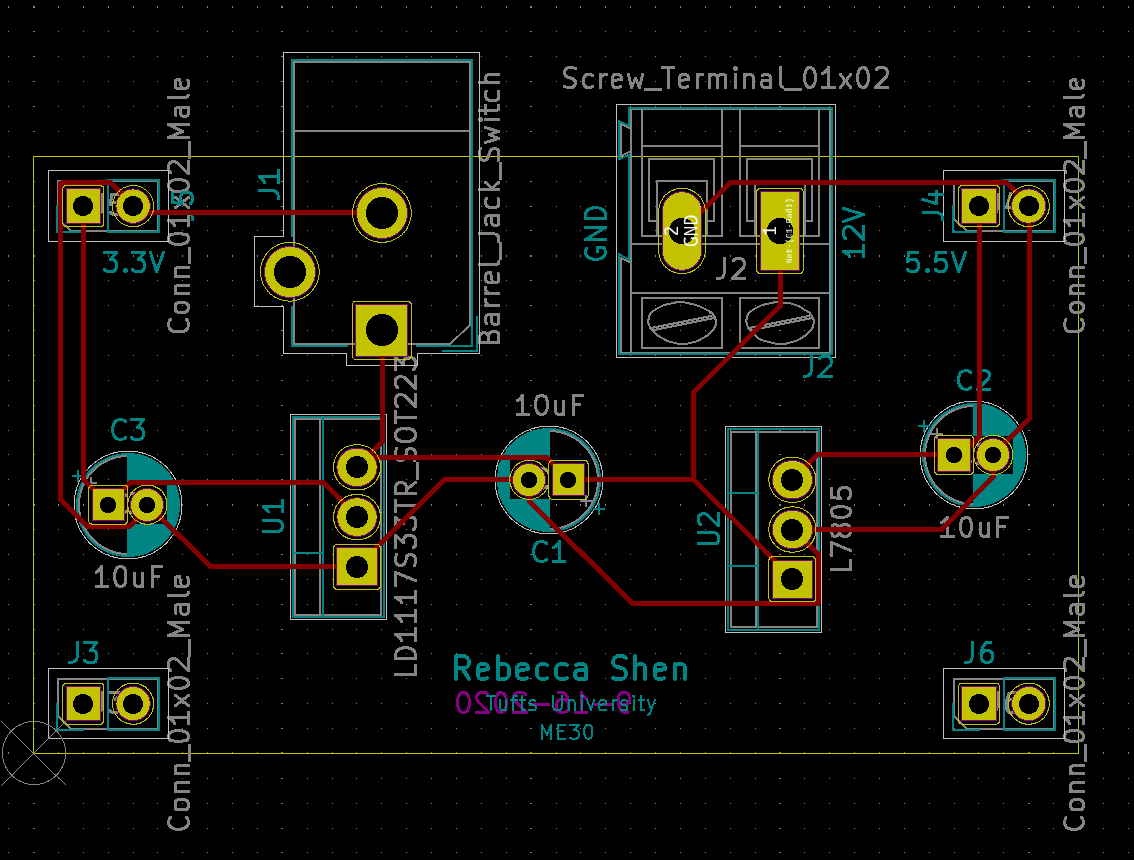 Screw_Terminal_01x02
Conn_01x02_Male
J5
3.3V
J1
Barrel_Jack_Switch
GND
2
GND
1
J2
12V
J2
J4
5.5V
Conn_01x02_Male
C3
10uF
U1
LD1117S33TR_SOT223
10uF
C1
U2
L7805
C2
10uF
J3
Conn_01x02_Male
Rebecca Shen
9-16-2020
Tufts University
ME30
J6
Conn_01x02_Male